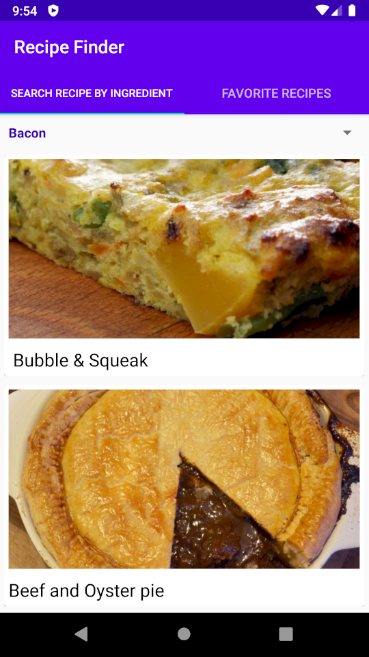 9:54
Recipe Finder
SEARCH RECIPE BY INGREDIENT FAVORITE RECIPES
Bacon
Bubble & Squeak
Beef and Oyster pie